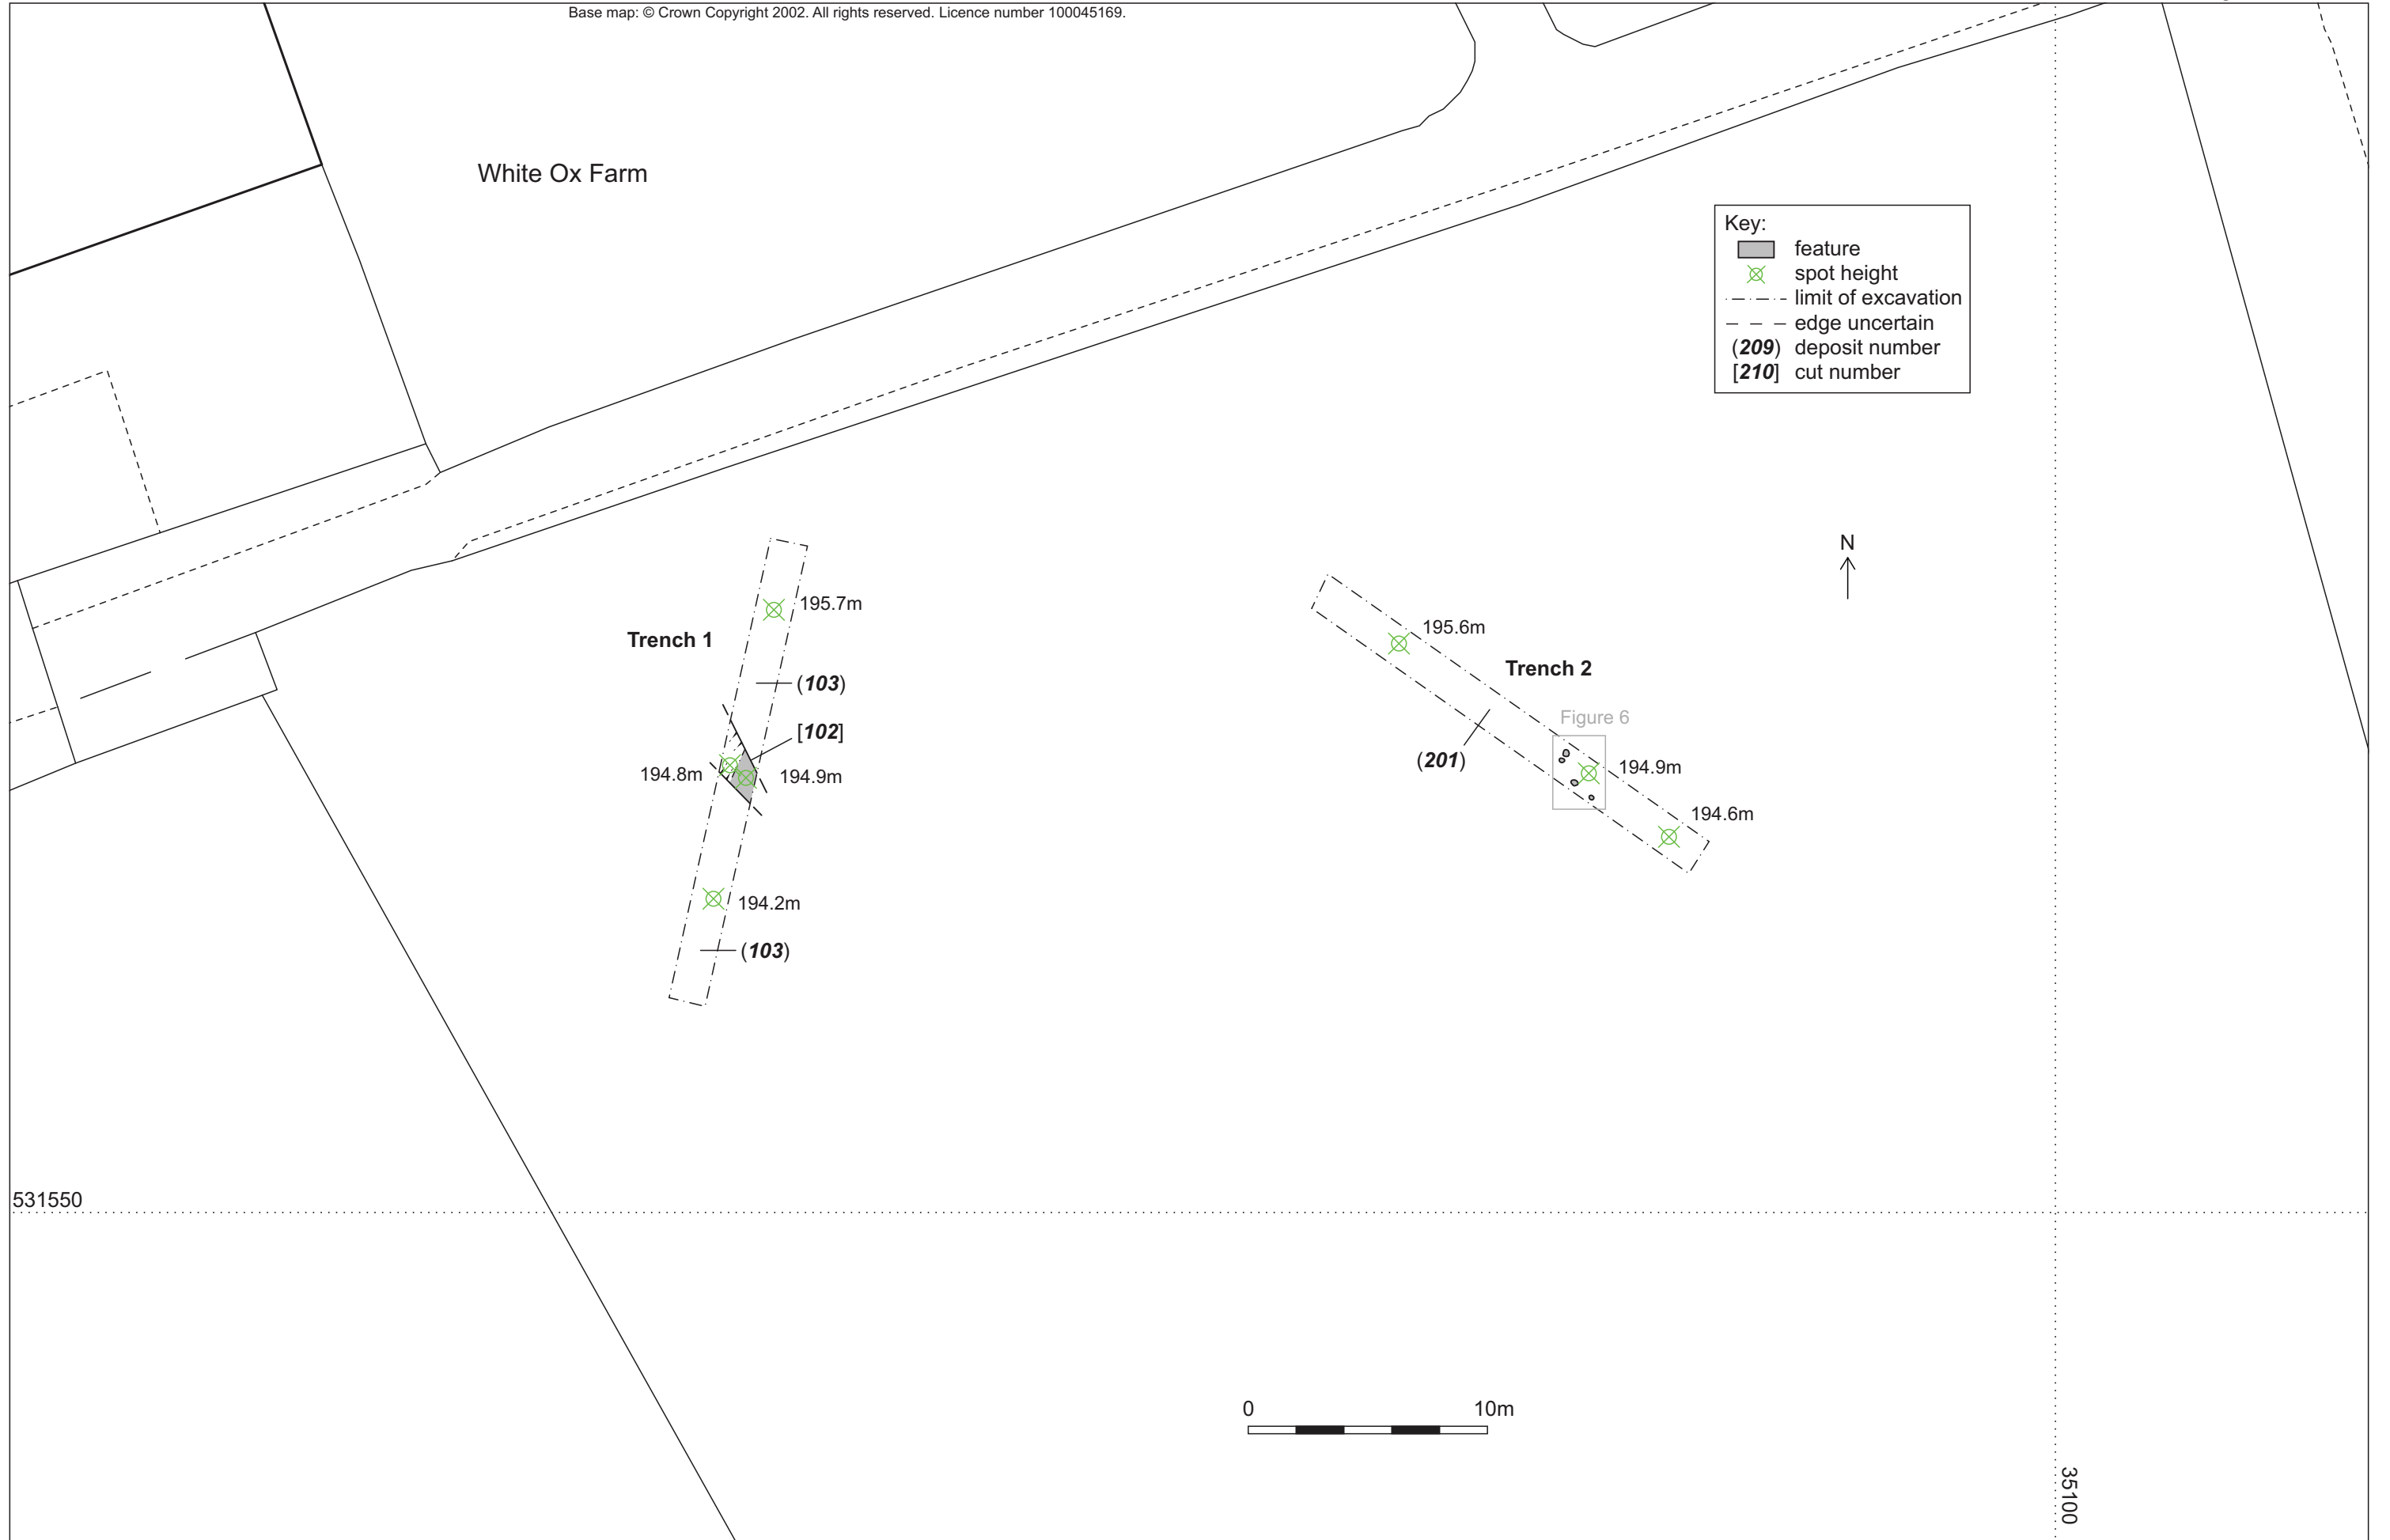 Base map: © Crown Copyright 2002. All rights reserved. Licence number 100045169.
White Ox Farm
Key:
feature
spot height
limit of excavation
edge uncertain
(209) deposit number
[210] cut number
N
195.7m
Trench 1
(103)
[102]
194.8m
194.9m
194.2m
(103)
195.6m
Trench 2
Figure 6
(201)
194.9m
194.6m
531550
0 10m
35100